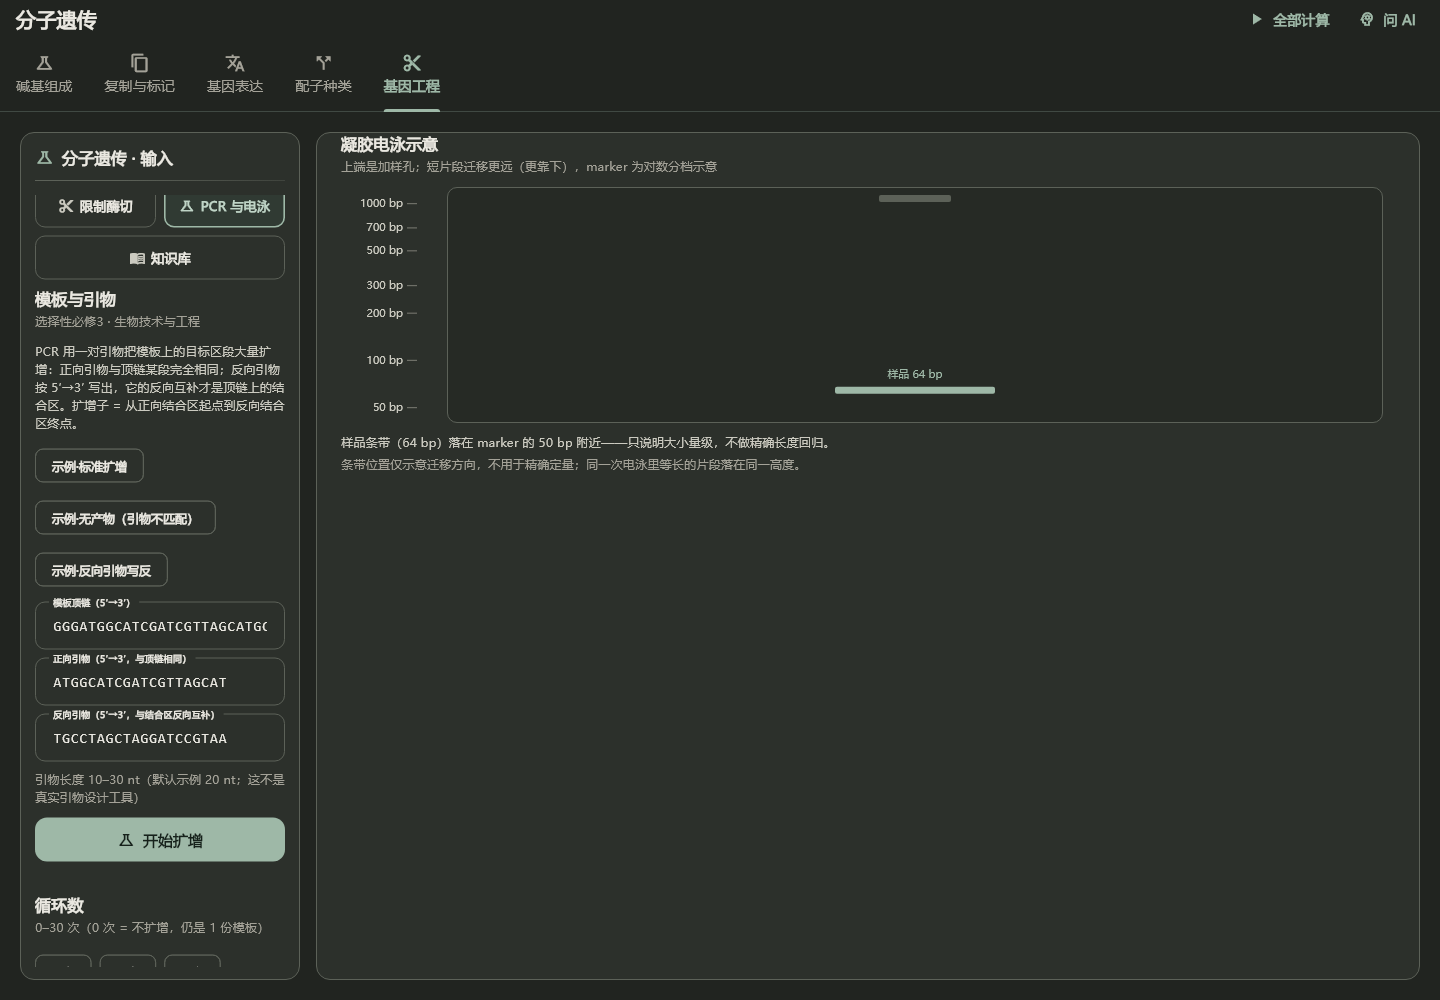 分子遗传
全部计算
问 AI
碱基组成
复制与标记
基因表达
配子种类
基因工程
分子遗传 · 输入
限制酶切
PCR 与电泳
知识库
模板与引物
选择性必修3 · 生物技术与工程
PCR 用一对引物把模板上的目标区段大量扩
增：正向引物与顶链某段完全相同；反向引物
按 5′→3′ 写出，它的反向互补才是顶链上的结
合区。扩增子 = 从正向结合区起点到反向结合
区终点。
示例·标准扩增
示例·无产物（引物不匹配）
示例·反向引物写反
模板顶链（5′→3′）
GGGATGGCATCGATCGTTAGCATGC
正向引物（5′→3′，与顶链相同）
ATGGCATCGATCGTTAGCAT
反向引物（5′→3′，与结合区反向互补）
TGCCTAGCTAGGATCCGTAA
引物长度 10–30 nt（默认示例 20 nt；这不是
真实引物设计工具）
开始扩增
循环数
0–30 次（0 次 = 不扩增，仍是 1 份模板）
凝胶电泳示意
上端是加样孔；短片段迁移更远（更靠下），marker 为对数分档示意
1000 bp
700 bp
500 bp
300 bp
200 bp
100 bp
50 bp
样品 64 bp
样品条带（64 bp）落在 marker 的 50 bp 附近——只说明大小量级，不做精确长度回归。
条带位置仅示意迁移方向，不用于精确定量；同一次电泳里等长的片段落在同一高度。